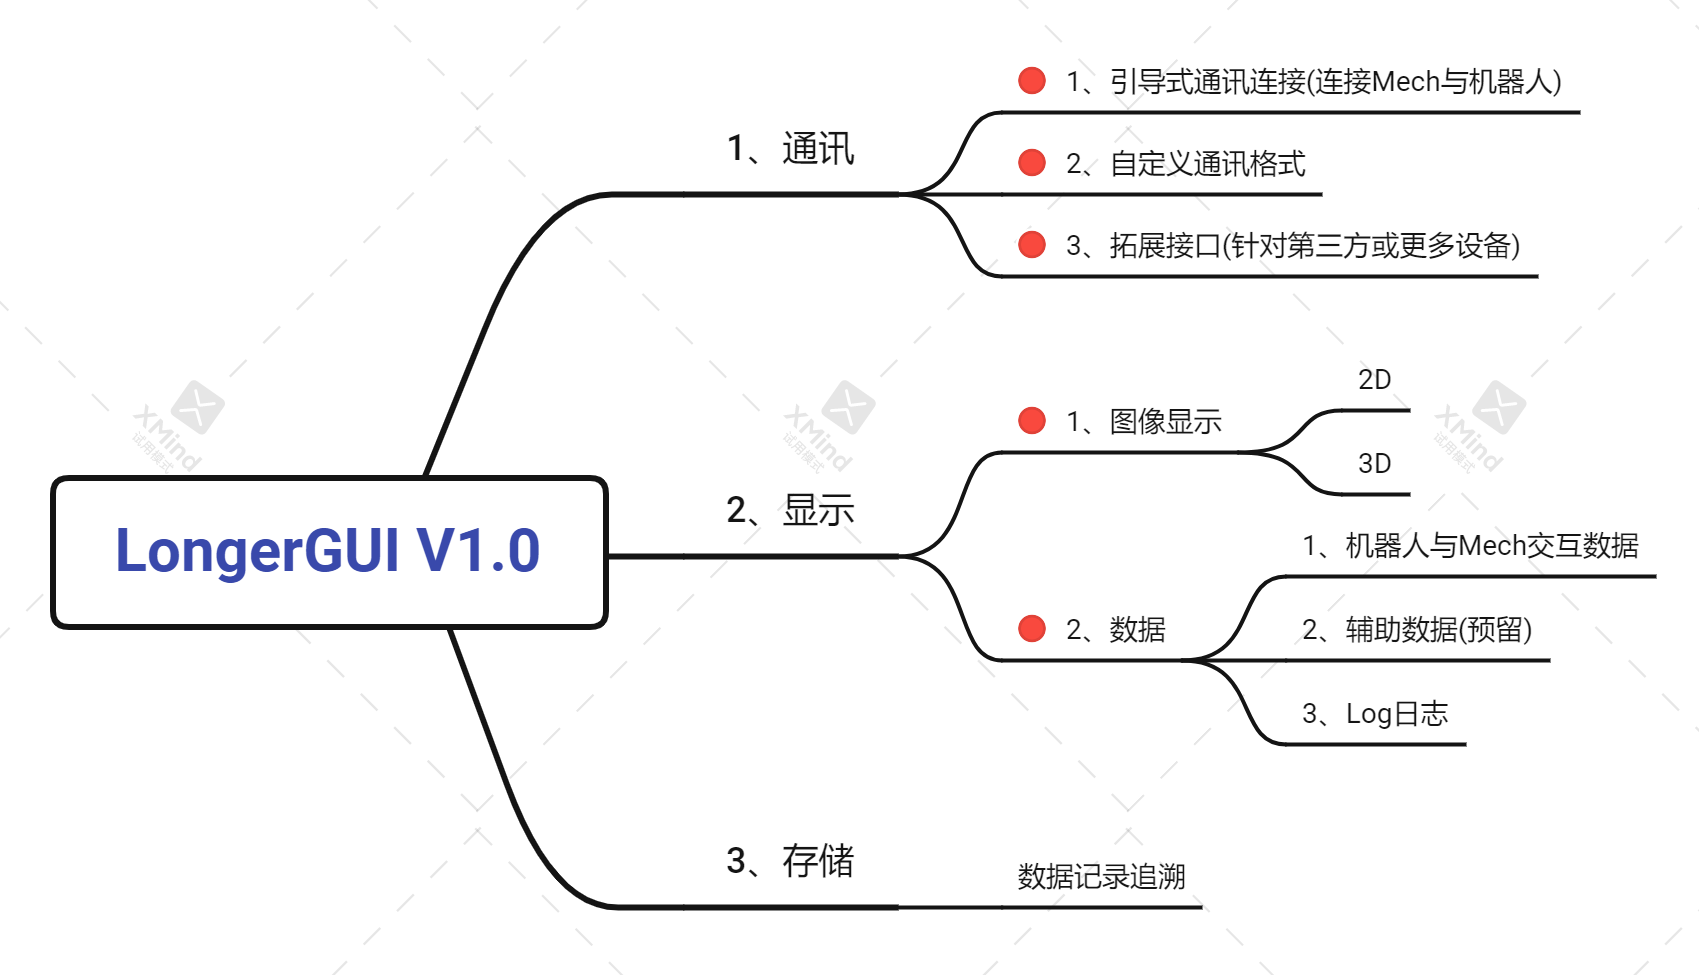 1、引导式通讯连接(连接Mech与机器人)
1、通讯
2、自定义通讯格式
3、拓展接口(针对第三方或更多设备)
2D
1、图像显示
3D
2、显示
1、机器人与Mech交互数据
LongerGUI V1.0
2、数据
2、辅助数据(预留)
3、Log日志
3、存储
数据记录追溯
XMind
试用模式
XMind
试用模式
XMind
试用模式